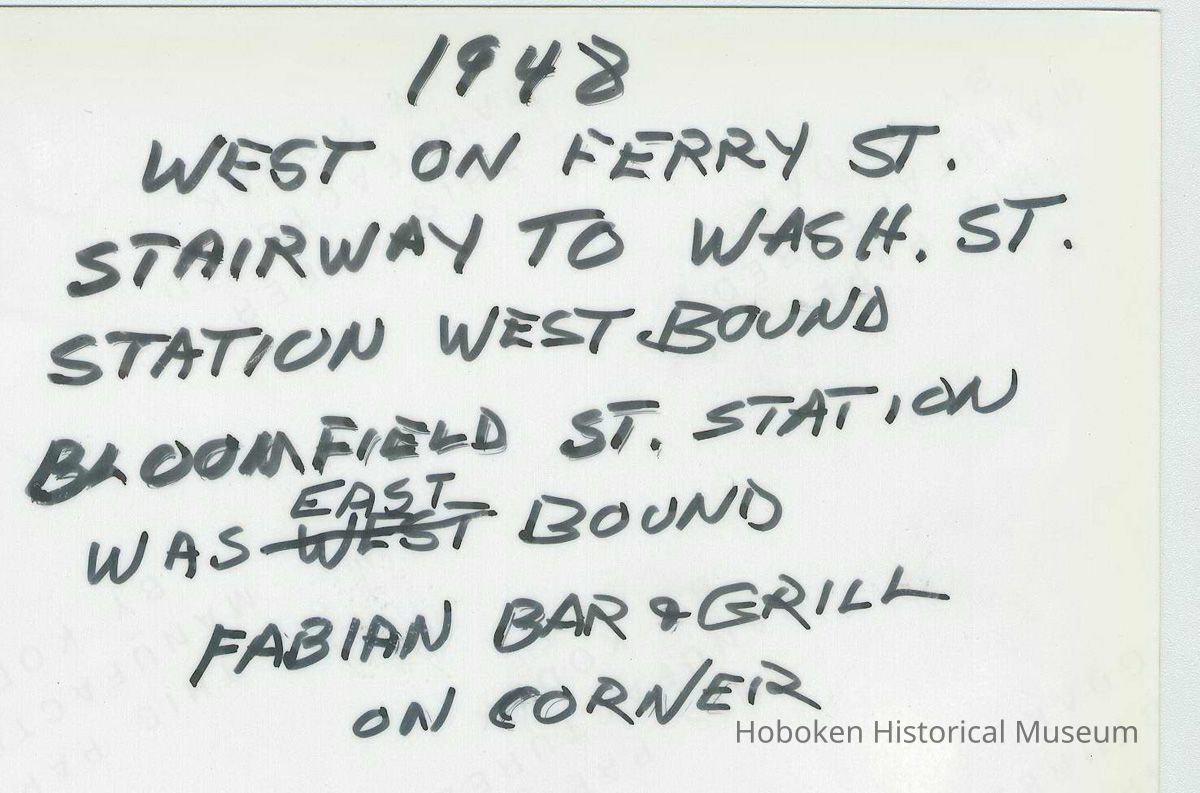 1948
WEST ON FERRY ST.
STAIRWAY TO WASH. ST.
STATION WEST BOUND
BLOOMFIELD ST. STATION
EAST
WAS WEST BOUND
FABIAN BAR & GRILL
ON CORNER
Hoboken Historical Museum